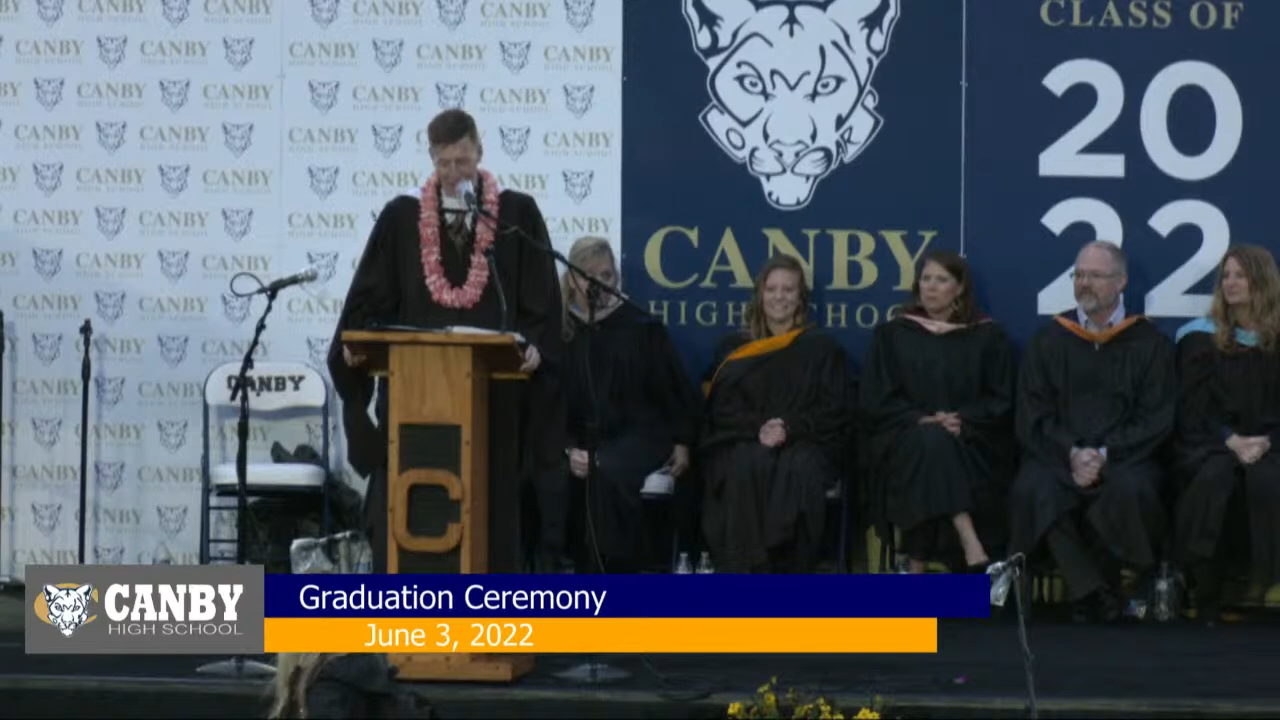 CLASS OF
20
22
CANBY
HIGH SCHOOL
CANBY
C
CANBY
HIGH SCHOOL
Graduation Ceremony
June 3, 2022